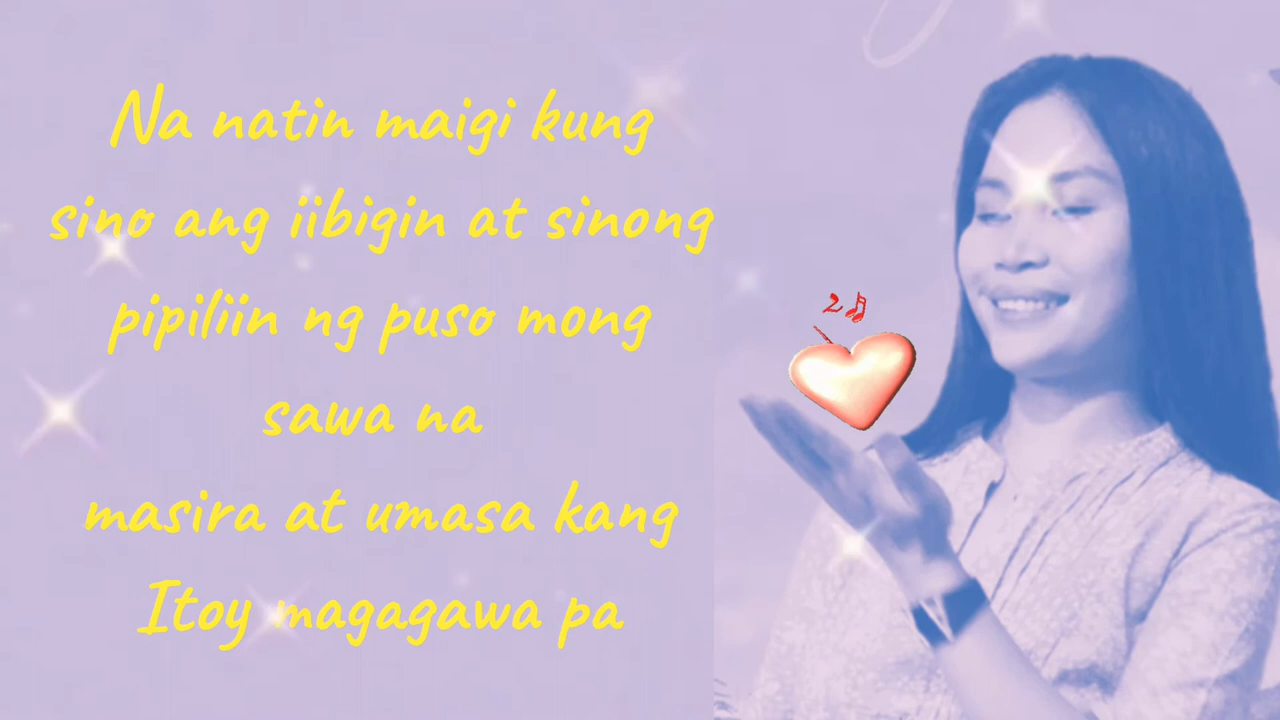 Na natin maigi kung
sino ang iibigin at sinong
pipiliin ng puso mong
sawa na
masira at umasa kang
Itoy magagawa pa